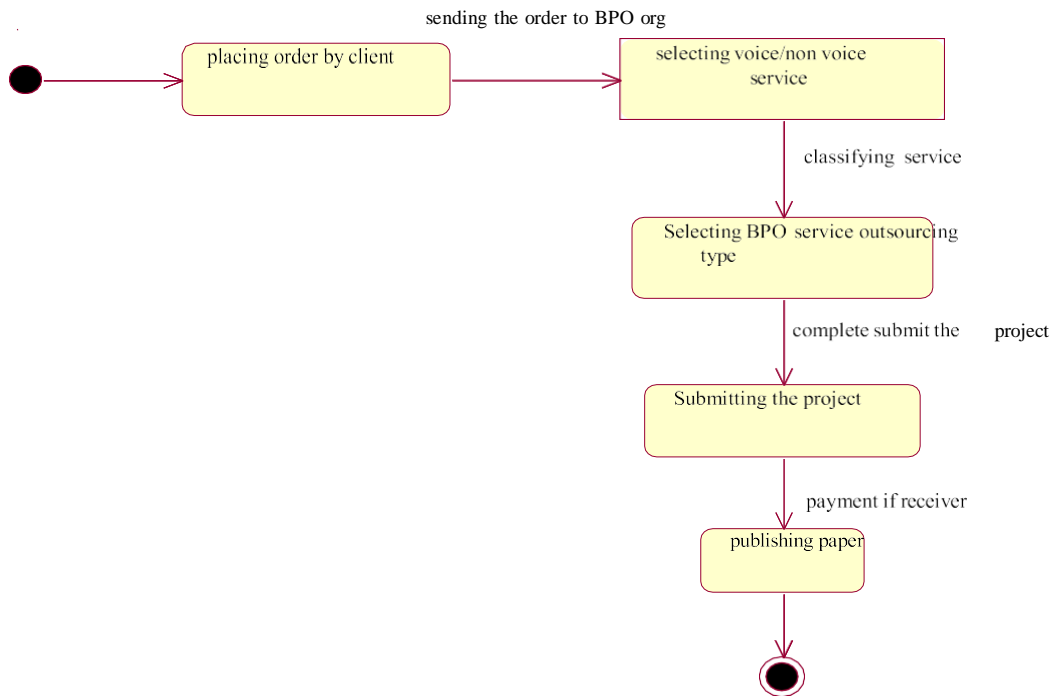 sending the order to BPO org
placing order by client
selecting voice/non voice
service
classifying service
Selecting BPO service outsourcing
type
complete submit the project
Submitting the project
payment if receiver
publishing paper